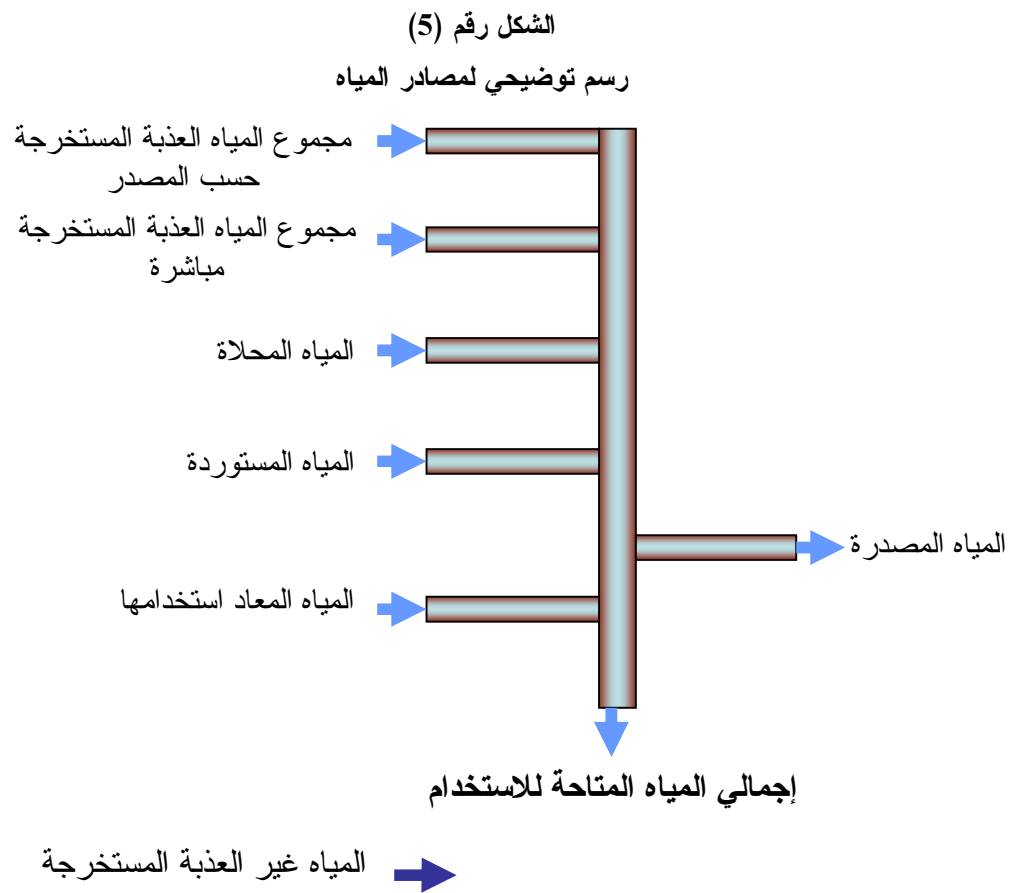 الشكل رقم (5)
رسم توضيحي لمصادر المياه
مجموع المياه العذبة المستخرجة
حسب المصدر
مجموع المياه العذبة المستخرجة
مباشرة
المياه المحلاة
المياه المستوردة
المياه المصدرة
المياه المعاد استخدامها
إجمالي المياه المتاحة للاستخدام
المياه غير العذبة المستخرجة